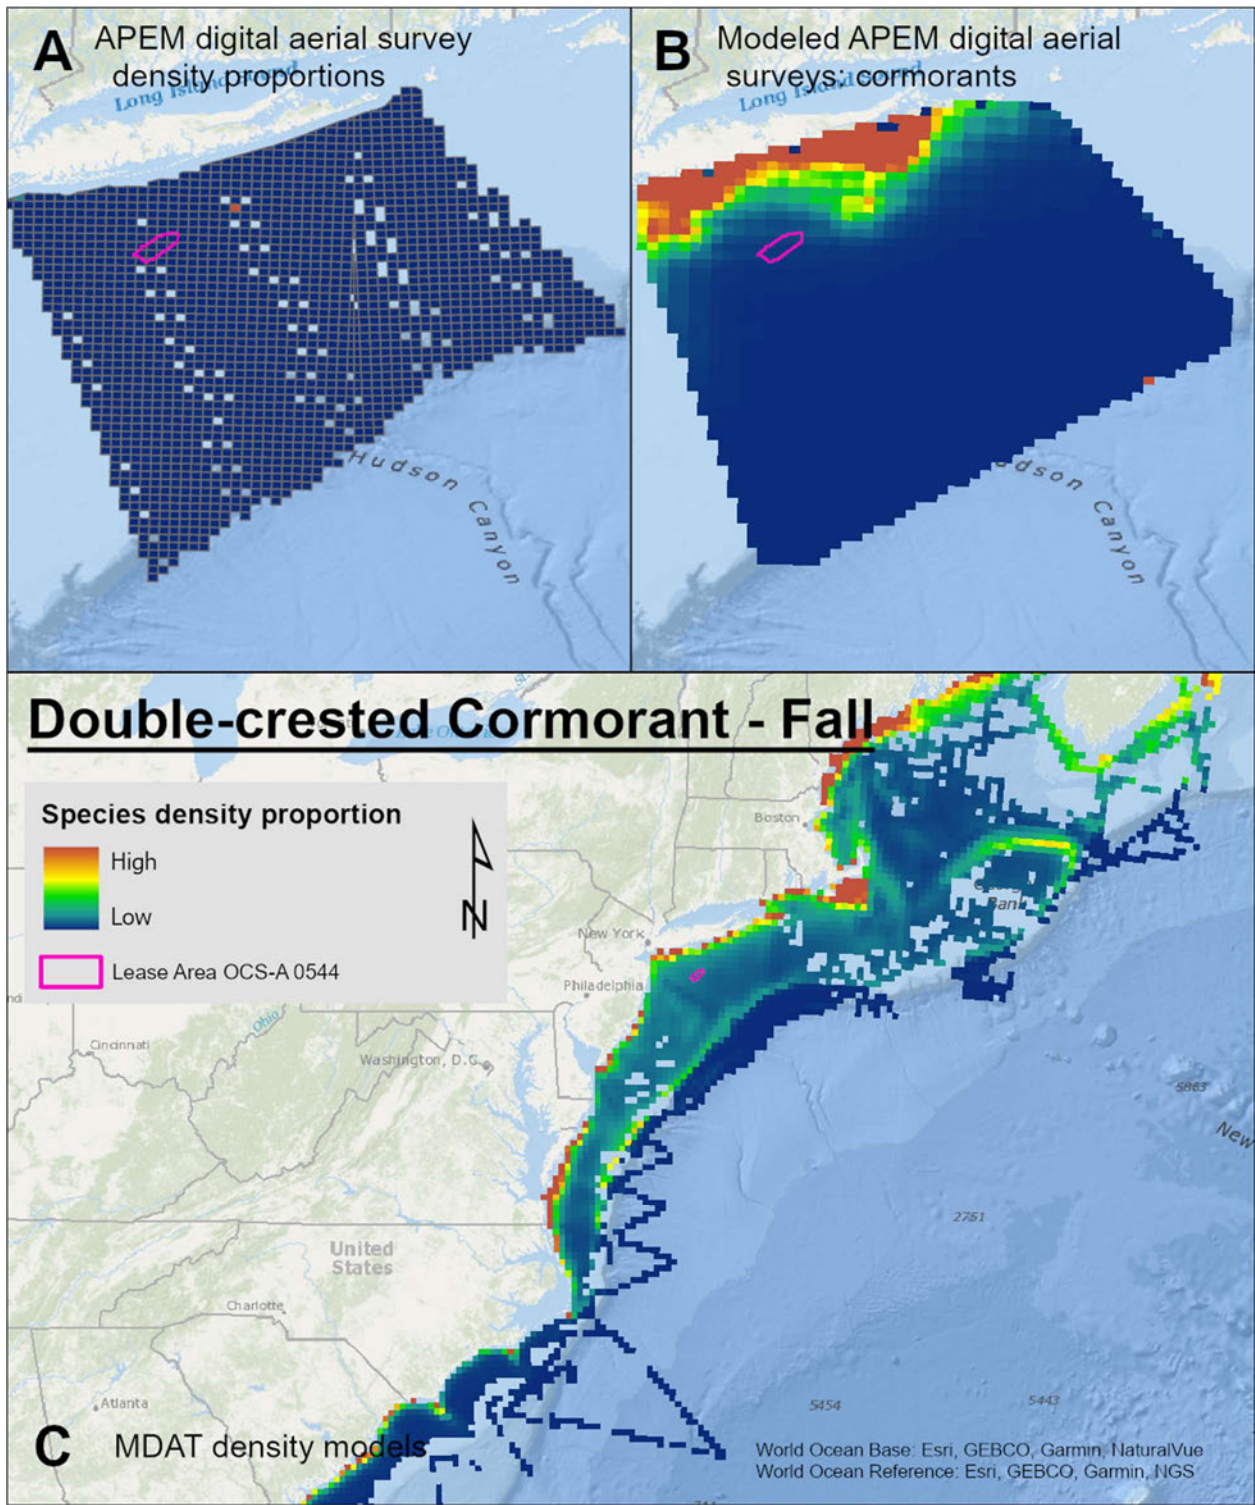 A APEM digital aerial survey
density proportions
Long Island Sound
Hudson Canyon
B Modeled APEM digital aerial
surveys: cormorants
Long Island Sound
udson Canyon
Double-crested Cormorant - Fall
Species density proportion
High
Low
Lease Area OCS-A 0544
N
Boston
Bank
New York
Philadelphia
Ohio
Cincinnati
Washington, D.C.
5863
New
2751
United
States
Charlotte
Atlanta
5454
5443
C MDAT density models
World Ocean Base: Esri, GEBCO, Garmin, NaturalVue
World Ocean Reference: Esri, GEBCO, Garmin, NGS